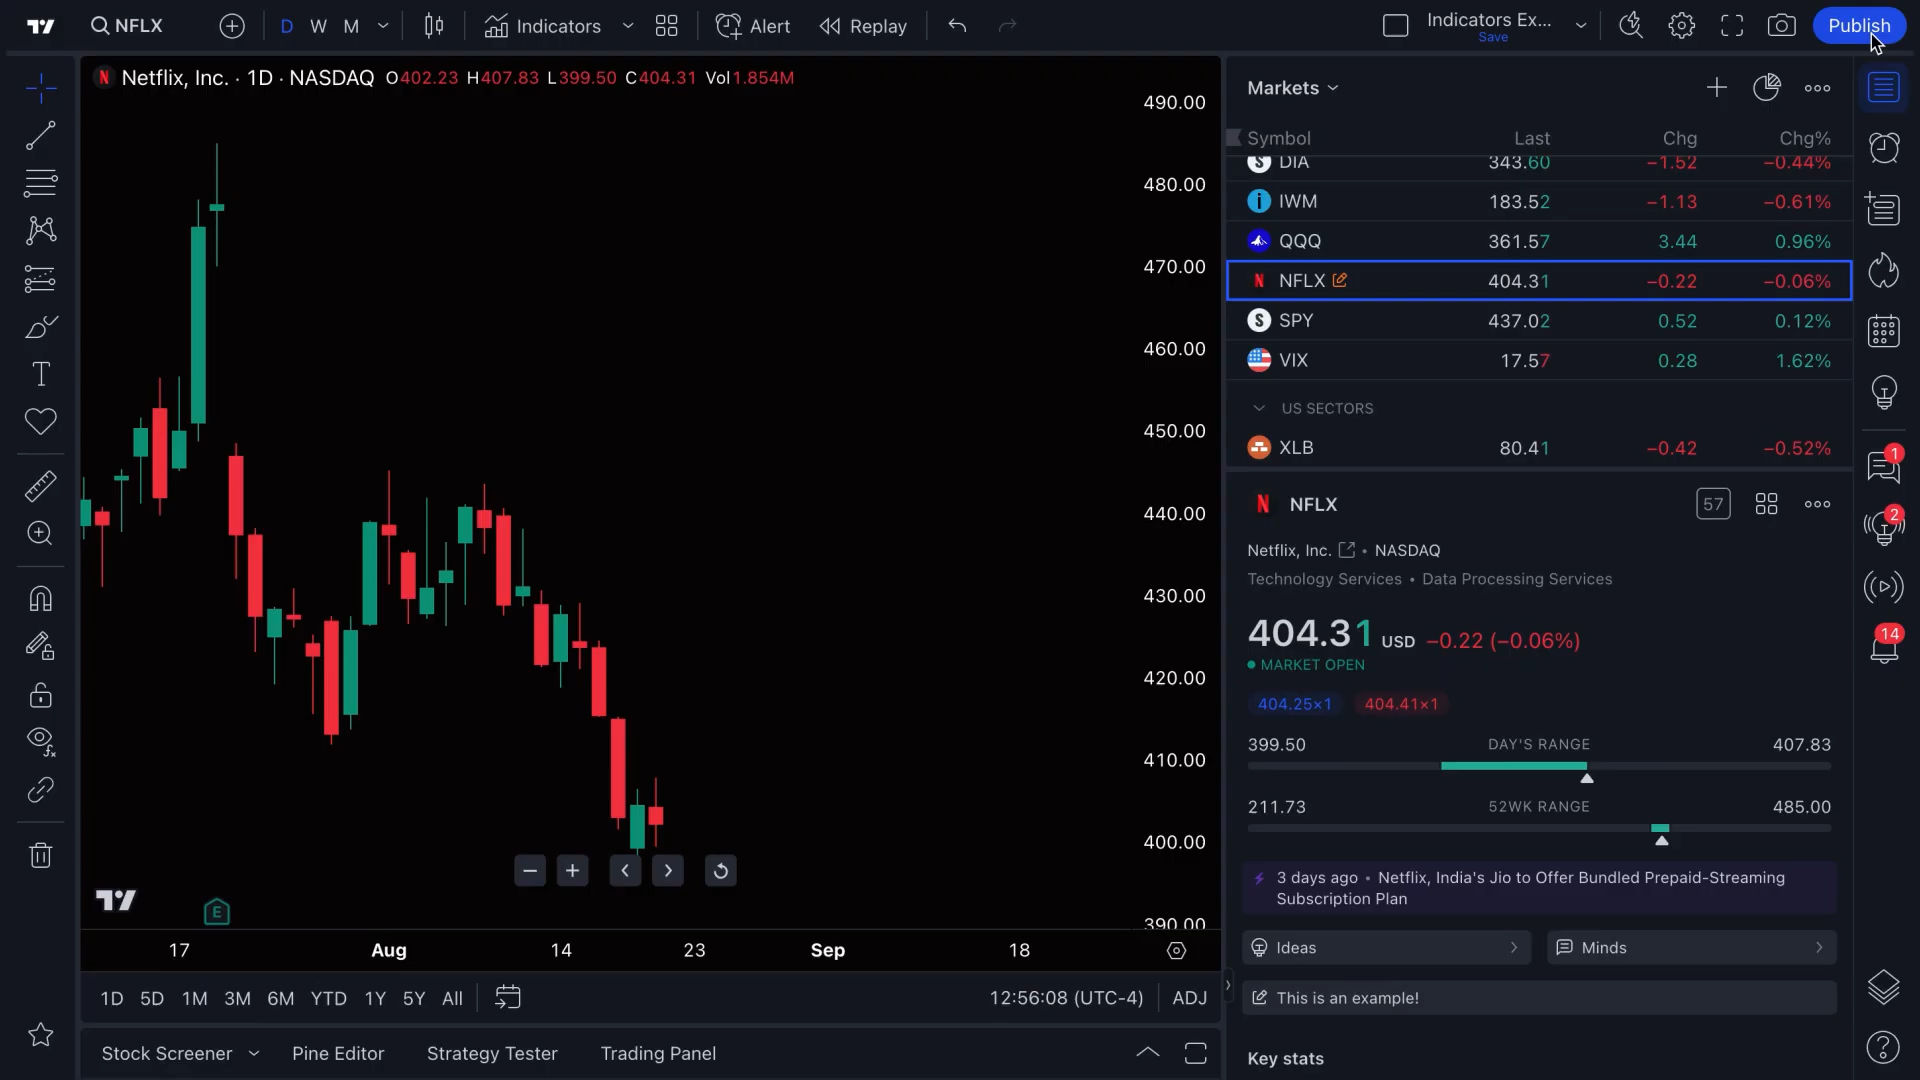 NFLX D W M Indicators Alert Replay Indicators Ex... Publish
Save
Netflix, Inc. · 1D · NASDAQ O402.23 H407.83 L399.50 C404.31 Vol1.854M
490.00
480.00
470.00
460.00
450.00
440.00
430.00
420.00
410.00
400.00
390.00
E
17 Aug 14 23 Sep 18
1D 5D 1M 3M 6M YTD 1Y 5Y All 12:56:08 (UTC-4) ADJ
Stock Screener Pine Editor Strategy Tester Trading Panel
Markets
Symbol Last Chg Chg%
DIA 343.60 −1.52 −0.44%
IWM 183.52 −1.13 −0.61%
QQQ 361.57 3.44 0.96%
NFLX 404.31 −0.22 −0.06%
SPY 437.02 0.52 0.12%
VIX 17.57 0.28 1.62%
US SECTORS
XLB 80.41 −0.42 −0.52%
N NFLX 57
Netflix, Inc. • NASDAQ
Technology Services • Data Processing Services
404.31 USD −0.22 (−0.06%)
MARKET OPEN
404.25×1 404.41×1
399.50 DAY'S RANGE 407.83
211.73 52WK RANGE 485.00
3 days ago • Netflix, India's Jio to Offer Bundled Prepaid-Streaming
Subscription Plan
Ideas Minds
This is an example!
Key stats
1
2
14